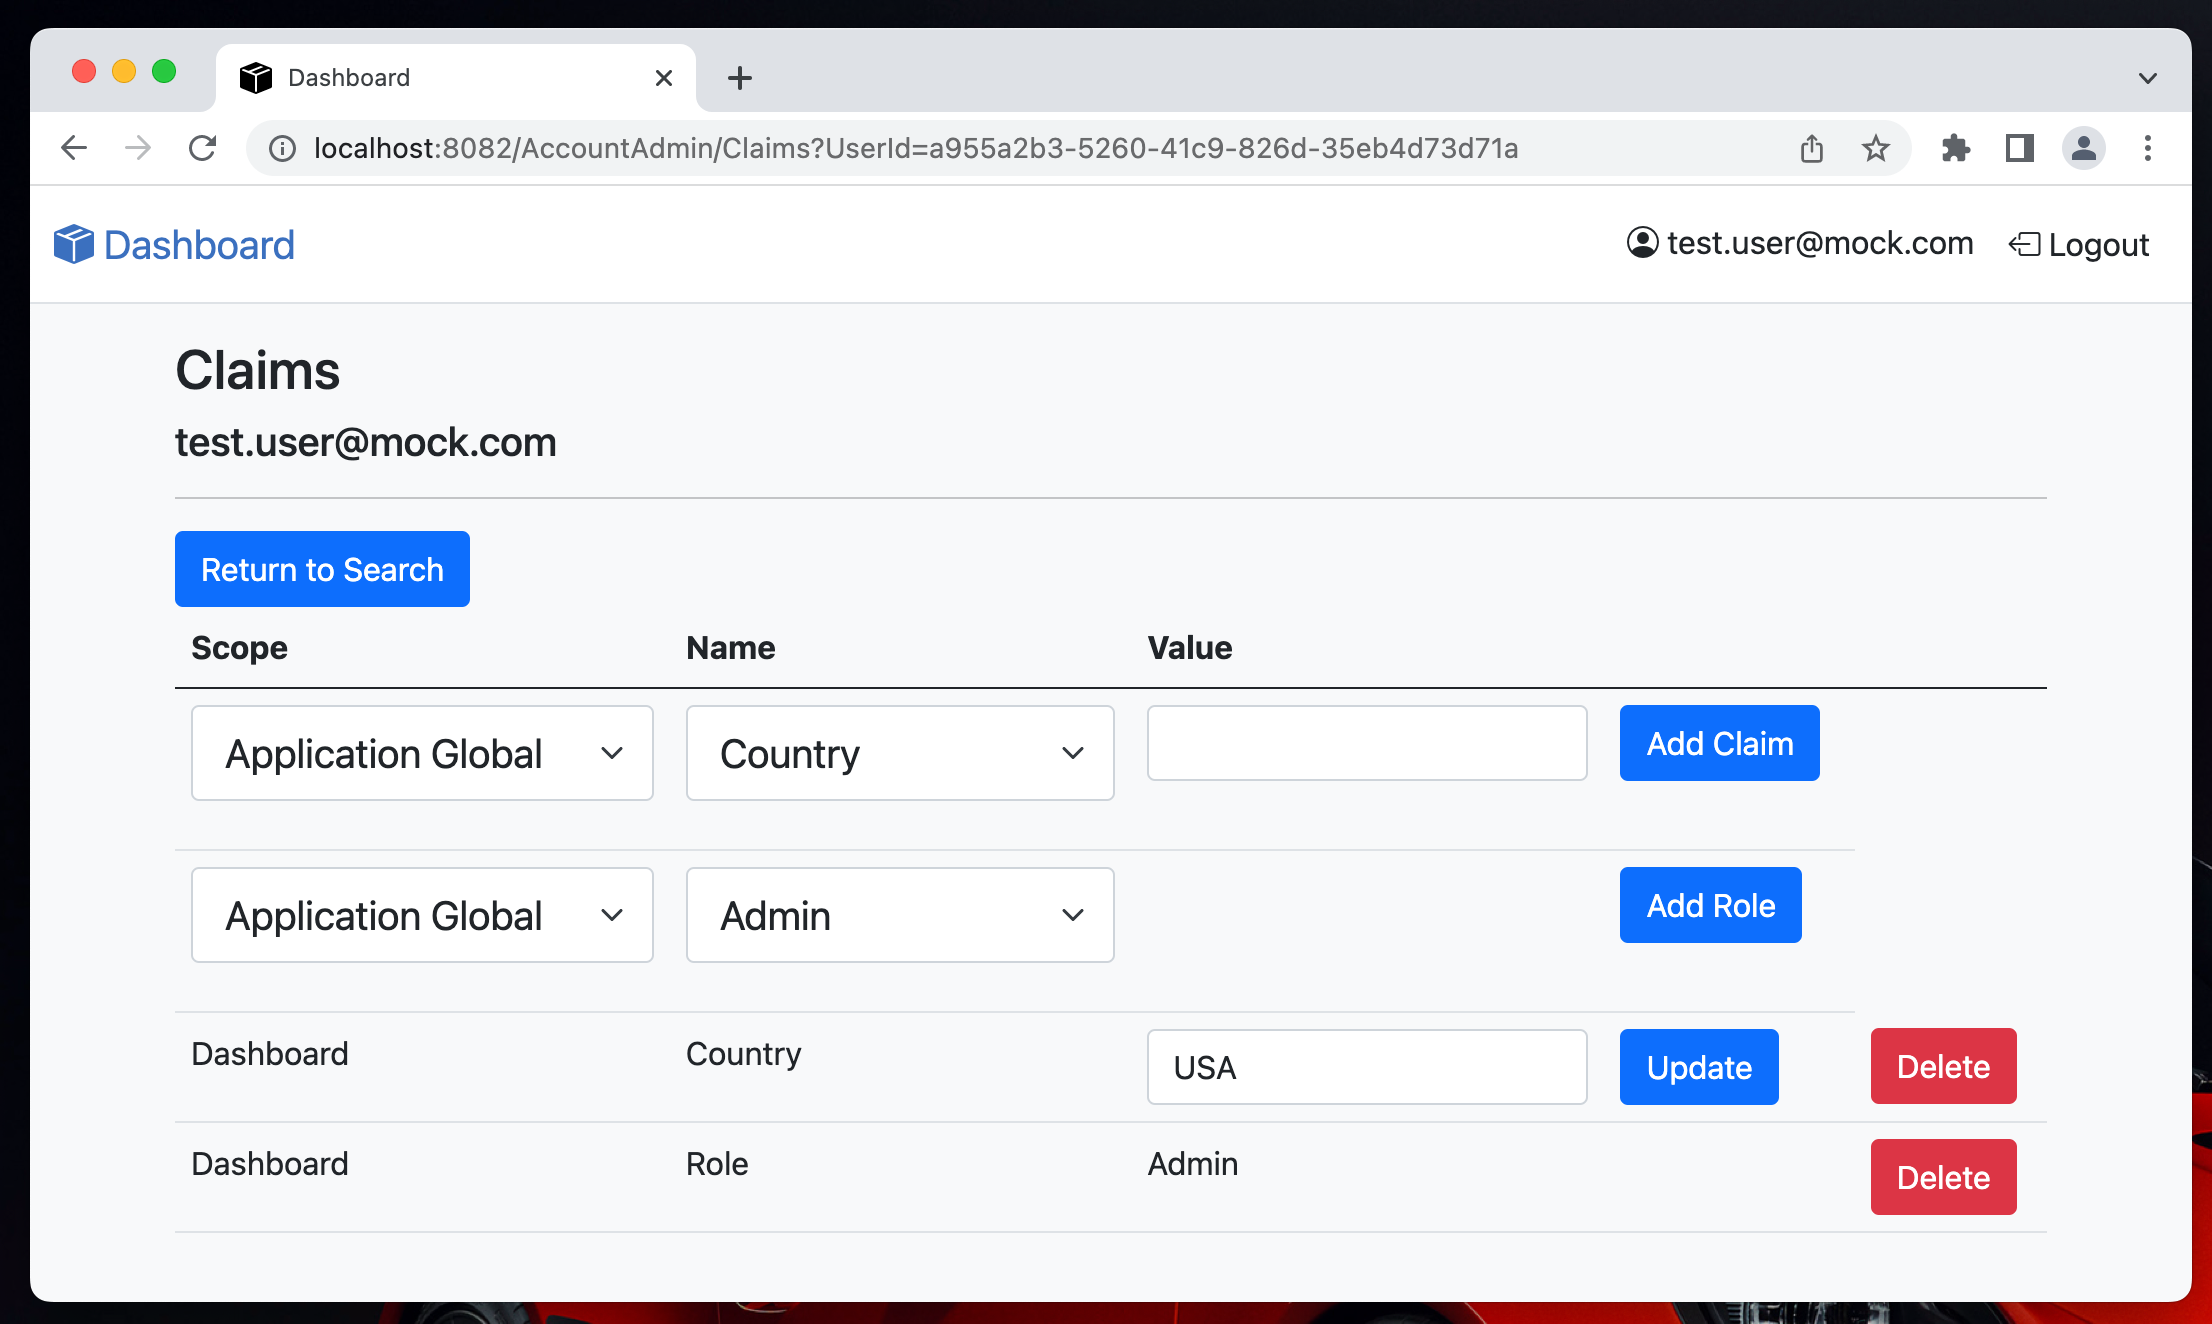 Dashboard
localhost:8082/AccountAdmin/Claims?UserId=a955a2b3-5260-41c9-826d-35eb4d73d71a
Dashboard test.user@mock.com Logout
Claims
test.user@mock.com
Return to Search
Scope Name Value
Application Global Country Add Claim
Application Global Admin Add Role
Dashboard Country USA Update Delete
Dashboard Role Admin Delete